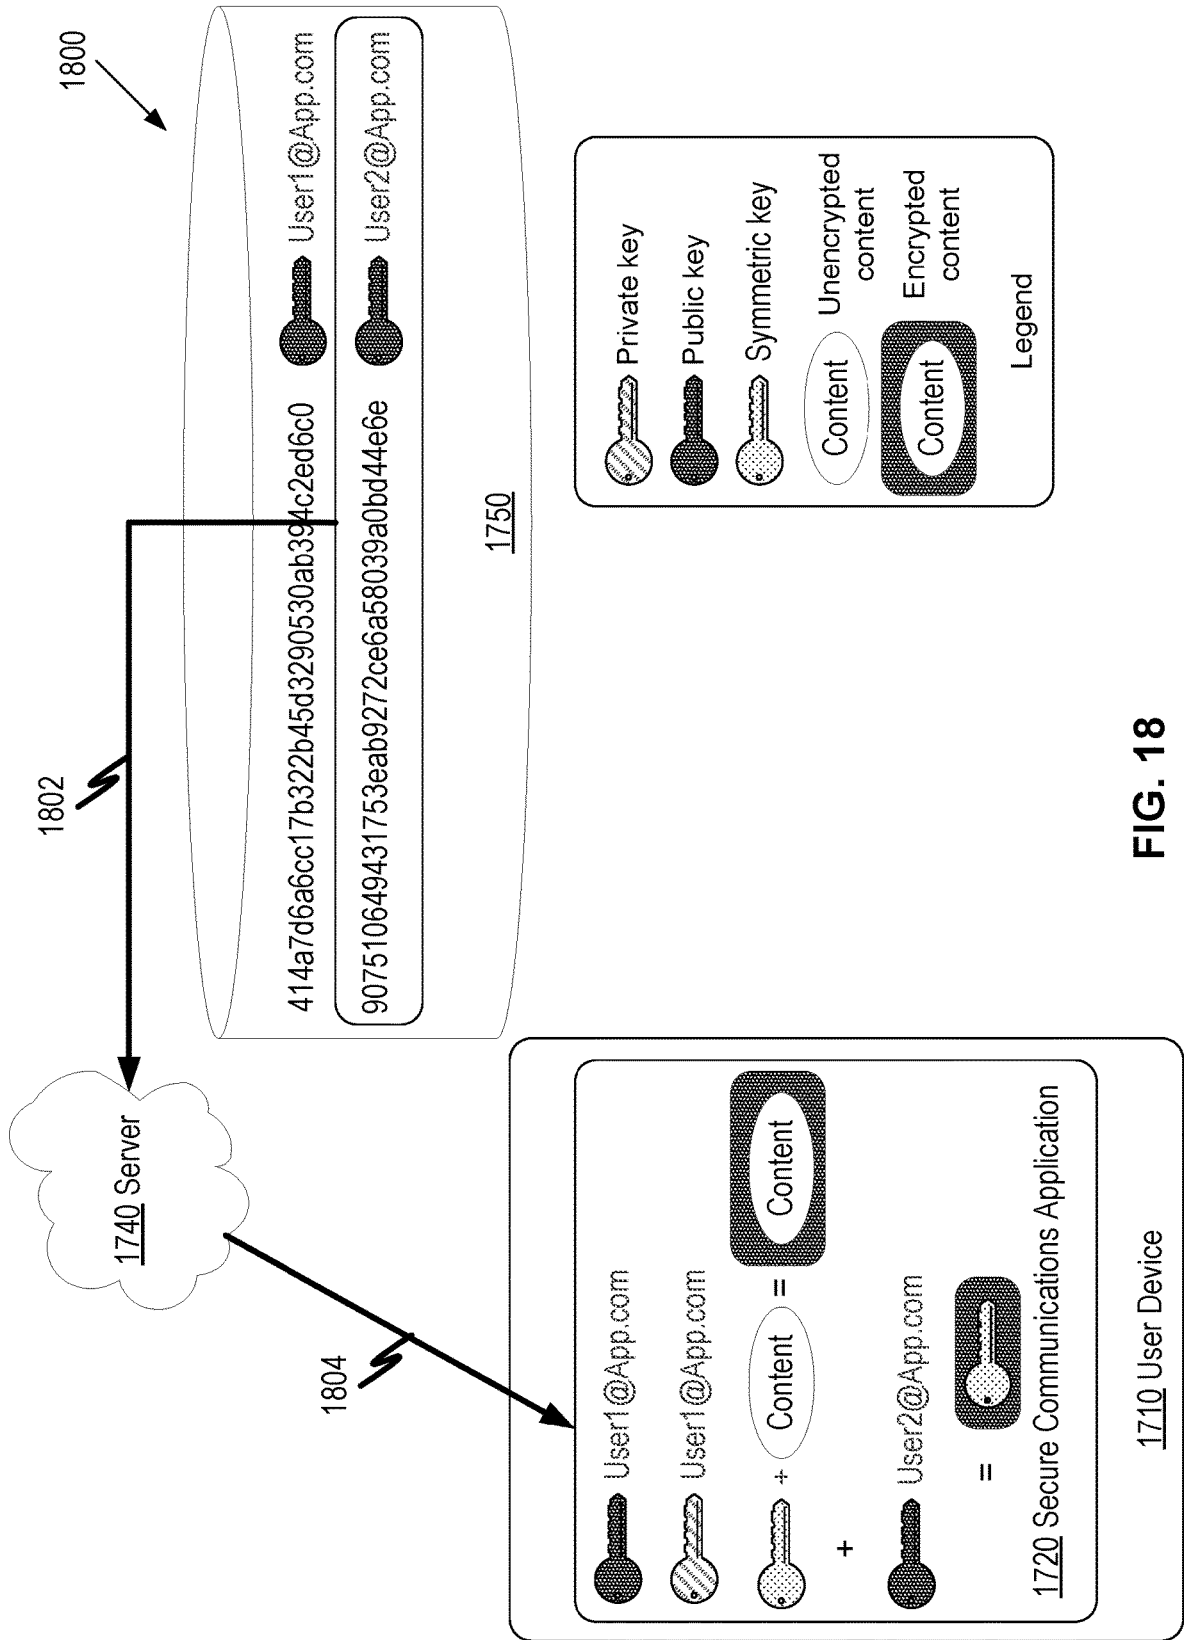 1800
1802
1740 Server
1804
414a7d6a6cc17b322b45d3290530ab394c2ed6c0 User1@App.com
907510649431753eab9272ce6a58039a0bd44e6e User2@App.com
1750
User1@App.com
User1@App.com
+ Content = Content
+
User2@App.com
=
1720 Secure Communications Application
1710 User Device
Private key
Public key
Symmetric key
Content Unencrypted
content
Content Encrypted
content
Legend
FIG. 18